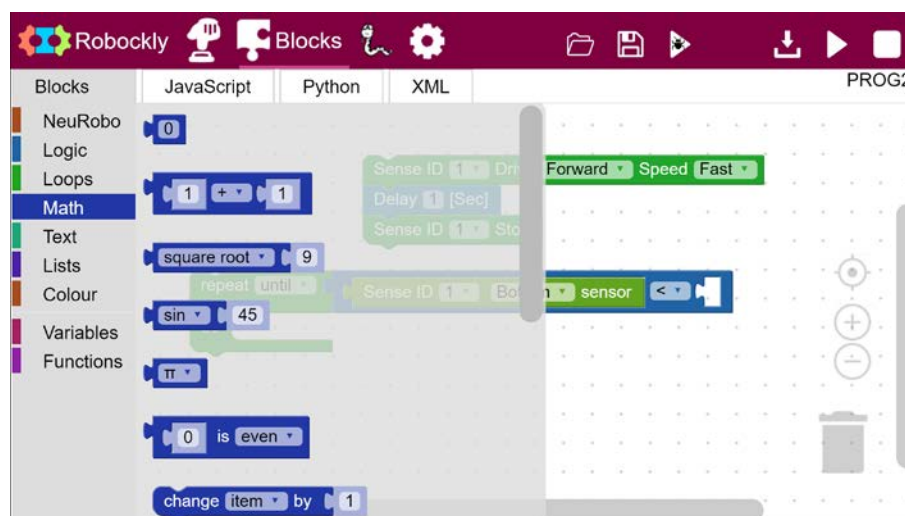 Robockly Blocks
Blocks JavaScript Python XML PROG2
NeuRobo
Logic
Loops
Math
Text
Lists
Colour
Variables
Functions
0
1 + 1
square root 9
sin 45
π
0 is even
change item by 1
Sense ID 1 Forward Speed Fast
Delay 1 [Sec]
Sense ID 1
repeat until Sense ID 1 sensor <